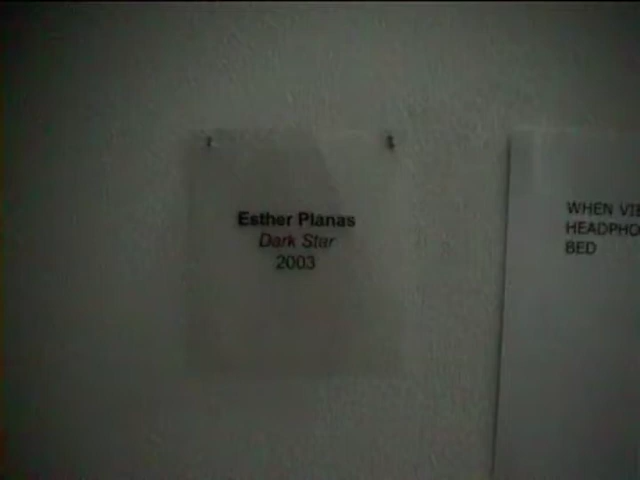 Esther Planas
Dark Star
2003
WHEN
HEADPHO
BED